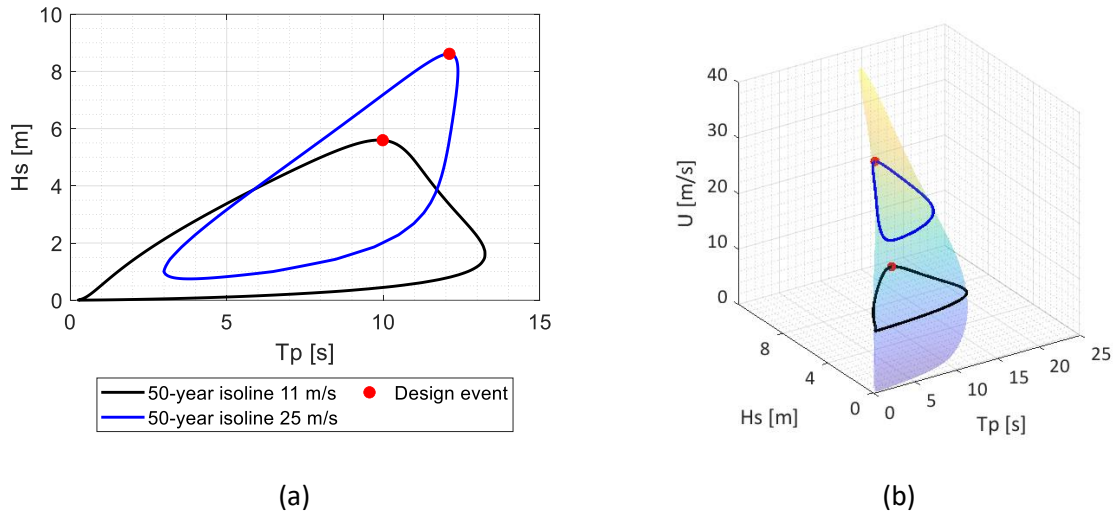 10
8
6
4
2
0
Hs [m]
0
5
10
15
Tp [s]
50-year isoline 11 m/s
Design event
50-year isoline 25 m/s
(a)
40
30
20
10
0
U [m/s]
8
4
0
Hs [m]
0
5
10
15
20
25
Tp [s]
(b)